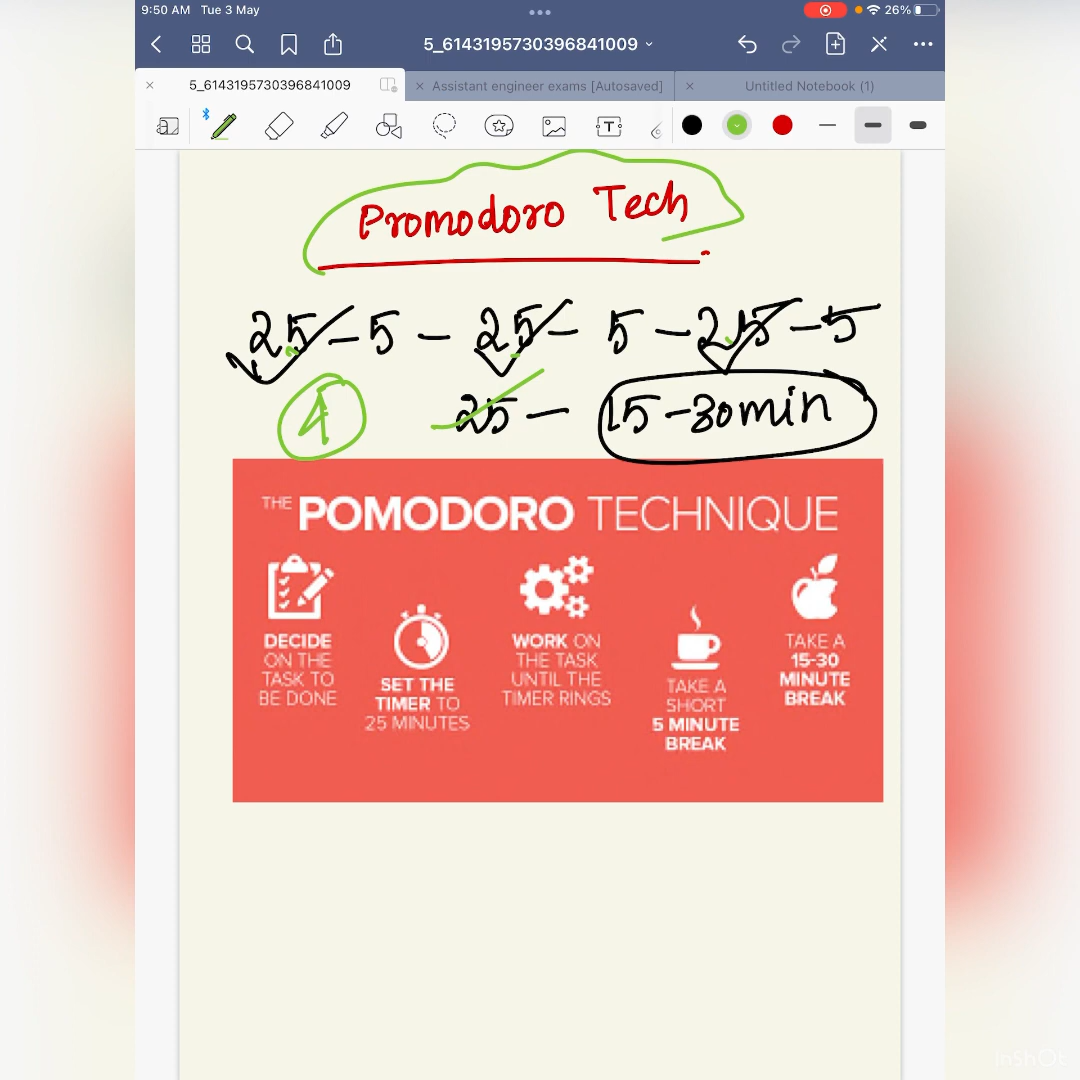 9:50 AM Tue 3 May
26%
5_6143195730396841009
5_6143195730396841009
Assistant engineer exams [Autosaved]
Untitled Notebook (1)
T
Promodoro Tech
25 - 5 - 25 - 5 - 25 - 5
4 25 - 15-30min
THE POMODORO TECHNIQUE
DECIDE
ON THE
TASK TO
BE DONE
SET THE
TIMER TO
25 MINUTES
WORK ON
THE TASK
UNTIL THE
TIMER RINGS
TAKE A
SHORT
5 MINUTE
BREAK
TAKE A
15-30
MINUTE
BREAK
InShOt